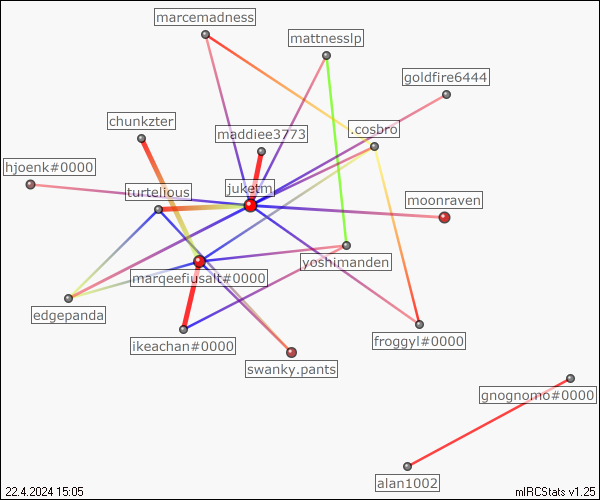 marcemadness
mattnesslp
goldfire6444
chunkzter
maddiee3773
.cosbro
hjoenk#0000
turtelious
juketm
moonraven
yoshimanden
marqeefiusalt#0000
edgepanda
ikeachan#0000
froggyl#0000
swanky.pants
gnognomo#0000
alan1002
22.4.2024 15:05
mIRCStats v1.25